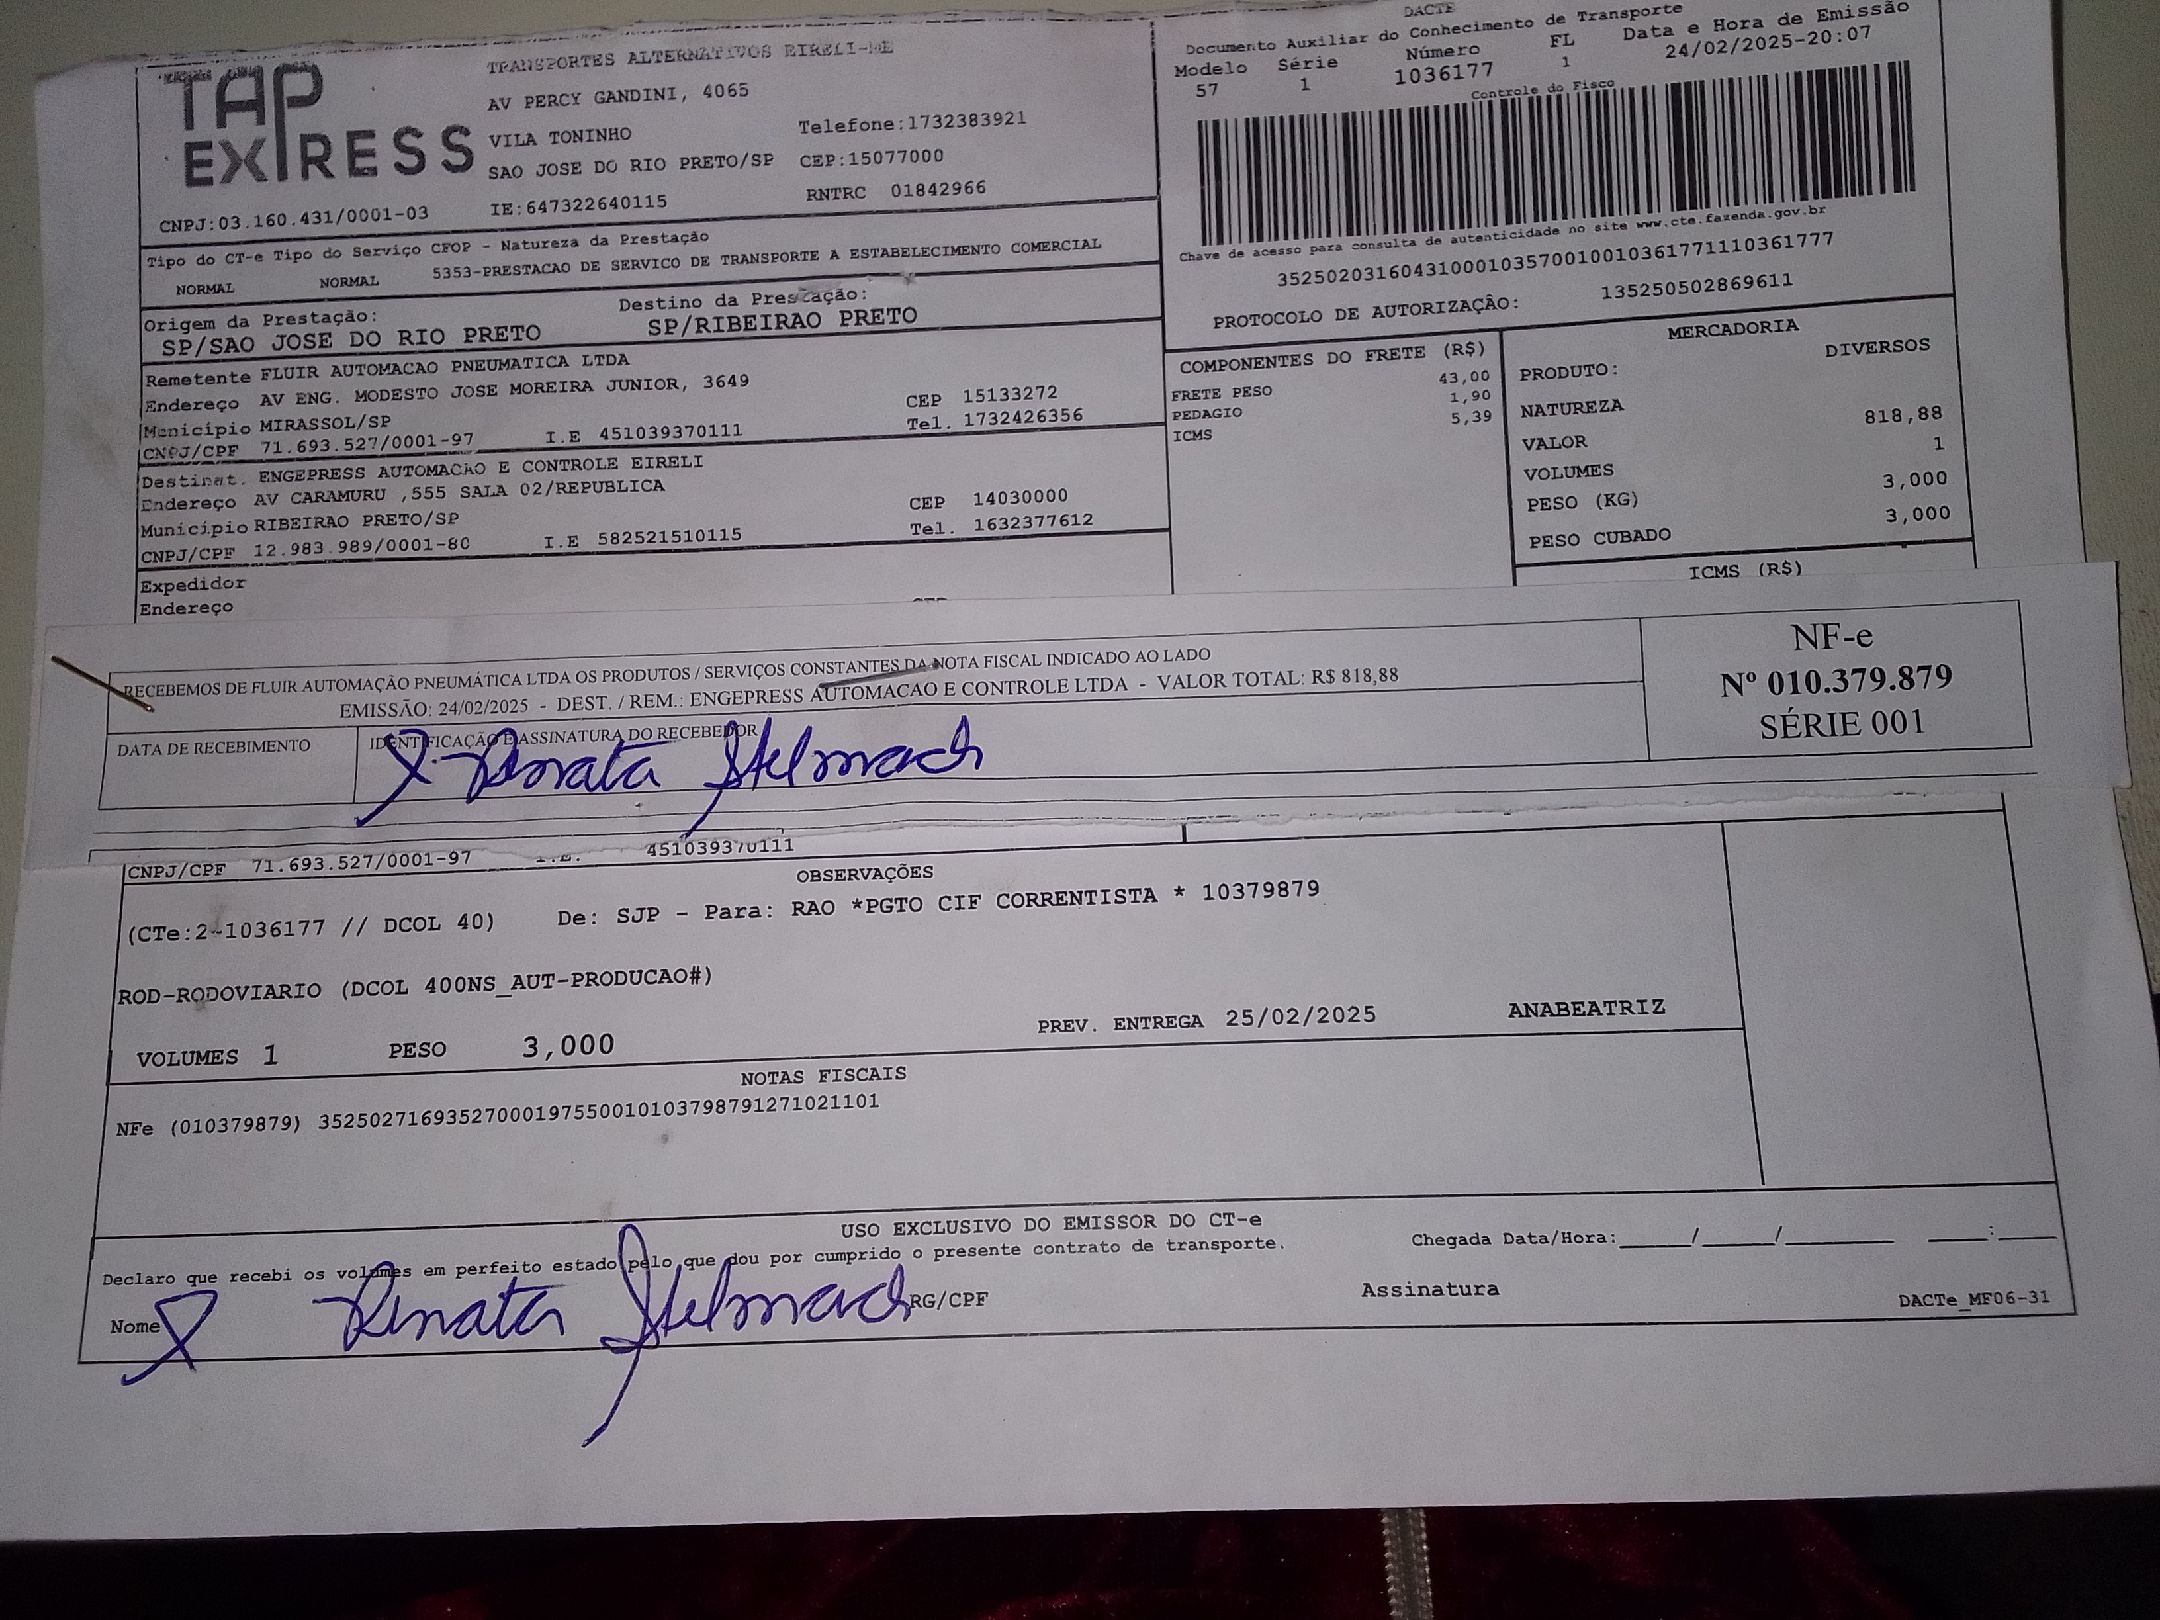 TAP EXPRESS
TRANSPORTES ALTERNATIVOS EIRELI-ME
AV PERCY GANDINI, 4065
VILA TONINHO Telefone:1732383921
SAO JOSE DO RIO PRETO/SP CEP:15077000
CNPJ:03.160.431/0001-03 IE:647322640115 RNTRC 01842966
DACTE
Documento Auxiliar do Conhecimento de Transporte
Modelo Série Número FL Data e Hora de Emissão
57 1 1036177 1 24/02/2025-20:07
Controle do Fisco
Chave de acesso para consulta de autenticidade no site www.cte.fazenda.gov.br
35250203160431000103570010010361771110361777
PROTOCOLO DE AUTORIZAÇÃO: 135250502869611
Tipo do CT-e Tipo do Serviço CFOP - Natureza da Prestação
NORMAL NORMAL 5353-PRESTACAO DE SERVICO DE TRANSPORTE A ESTABELECIMENTO COMERCIAL
Origem da Prestação: Destino da Prestação:
SP/SAO JOSE DO RIO PRETO SP/RIBEIRAO PRETO
Remetente FLUIR AUTOMACAO PNEUMATICA LTDA
Endereço AV ENG. MODESTO JOSE MOREIRA JUNIOR, 3649 CEP 15133272
Município MIRASSOL/SP Tel. 1732426356
CNPJ/CPF 71.693.527/0001-97 I.E 451039370111
Destinat. ENGEPRESS AUTOMACAO E CONTROLE EIRELI
Endereço AV CARAMURU ,555 SALA 02/REPUBLICA CEP 14030000
Município RIBEIRAO PRETO/SP Tel. 1632377612
CNPJ/CPF 12.983.989/0001-80 I.E 582521510115
Expedidor
Endereço
COMPONENTES DO FRETE (R$)
FRETE PESO 43,00
PEDAGIO 1,90
ICMS 5,39
MERCADORIA
PRODUTO: DIVERSOS
NATUREZA
VALOR 818,88
VOLUMES 1
PESO (KG) 3,000
PESO CUBADO 3,000
ICMS (R$)
RECEBEMOS DE FLUIR AUTOMAÇÃO PNEUMÁTICA LTDA OS PRODUTOS / SERVIÇOS CONSTANTES DA NOTA FISCAL INDICADO AO LADO
EMISSÃO: 24/02/2025 - DEST. / REM.: ENGEPRESS AUTOMACAO E CONTROLE LTDA - VALOR TOTAL: R$ 818,88
DATA DE RECEBIMENTO IDENTIFICAÇÃO E ASSINATURA DO RECEBEDOR
Renata Stelmach
NF-e
Nº 010.379.879
SÉRIE 001
CNPJ/CPF 71.693.527/0001-97 I.E. 451039370111
OBSERVAÇÕES
(CTe:2-1036177 // DCOL 40) De: SJP - Para: RAO *PGTO CIF CORRENTISTA * 10379879
ROD-RODOVIARIO (DCOL 400NS_AUT-PRODUCAO#)
VOLUMES 1 PESO 3,000 PREV. ENTREGA 25/02/2025 ANABEATRIZ
NOTAS FISCAIS
NFe (010379879) 35250271693527000197550010103798791271021101
USO EXCLUSIVO DO EMISSOR DO CT-e
Declaro que recebi os volumes em perfeito estado pelo que dou por cumprido o presente contrato de transporte. Chegada Data/Hora:_____/_____/_______ ____:____
Nome Renata Stelmach RG/CPF Assinatura
DACTe_MF06-31